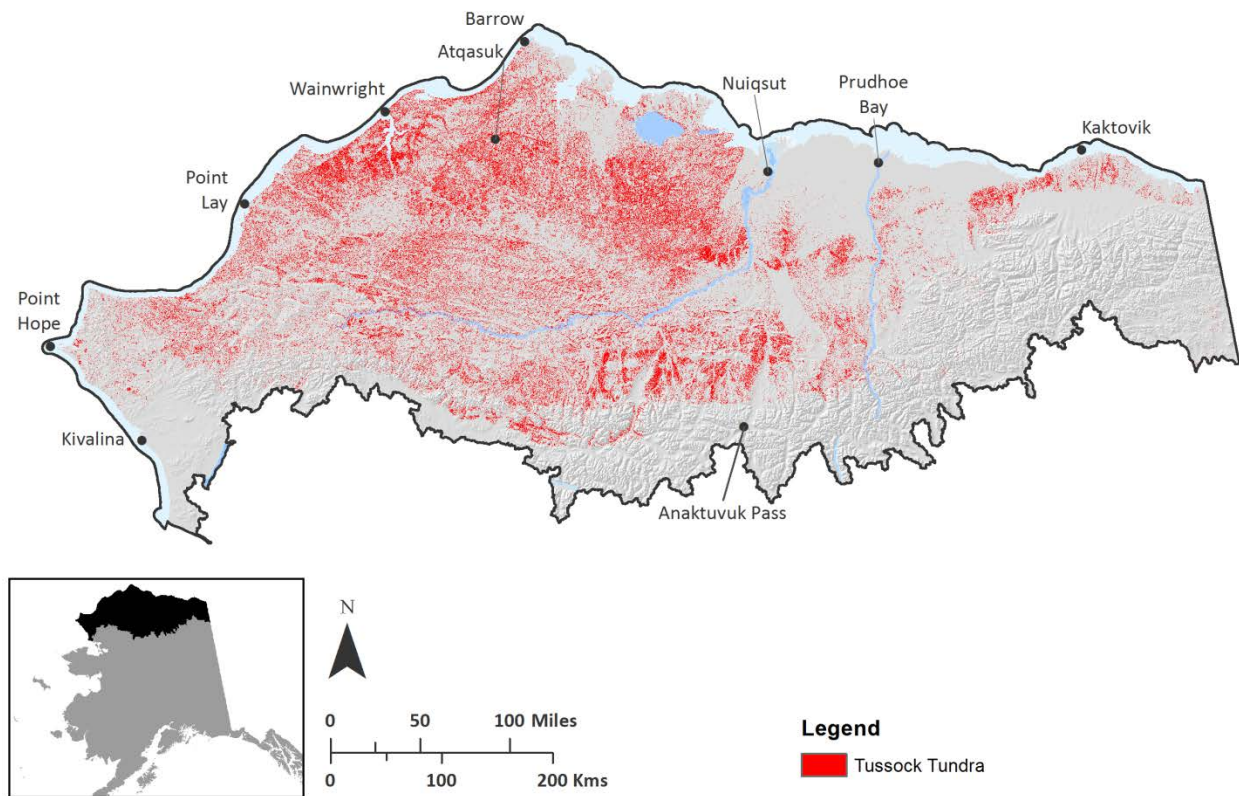 Barrow
Atqasuk
Wainwright
Nuiqsut
Prudhoe
Bay
Kaktovik
Point
Lay
Point
Hope
Kivalina
Anaktuvuk Pass
N
0 50 100 Miles
0 100 200 Kms
Legend
Tussock Tundra